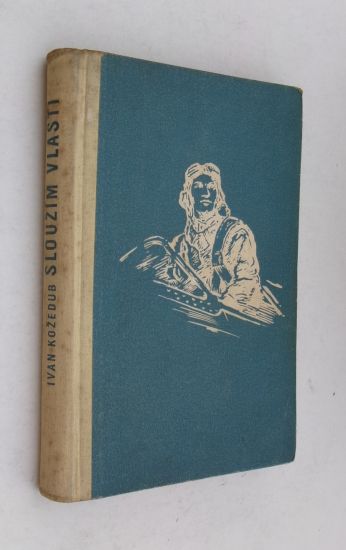 IVAN KOŽEDUB SLOUŽÍM VLASTI